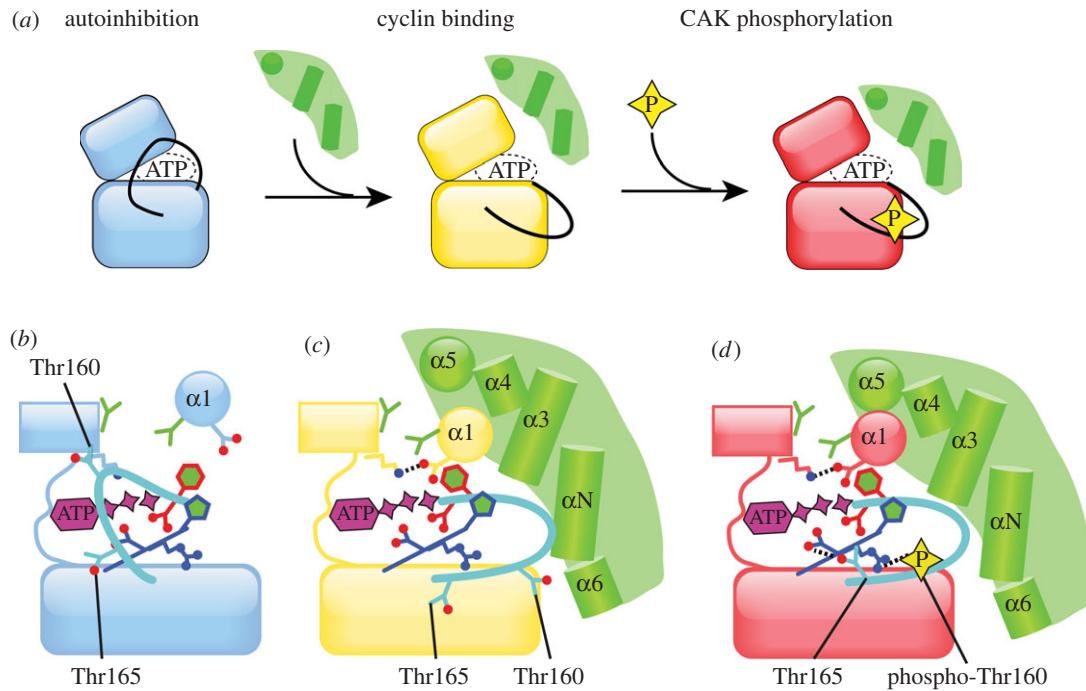 (a) autoinhibition cyclin binding CAK phosphorylation
P
ATP ATP ATP
P
(b) (c) (d)
Thr160
α1
ATP
Thr165
α5
α4
α1
α3
ATP
αN
α6
Thr165 Thr160
α5
α4
α1
α3
ATP
αN
P
α6
Thr165 phospho-Thr160